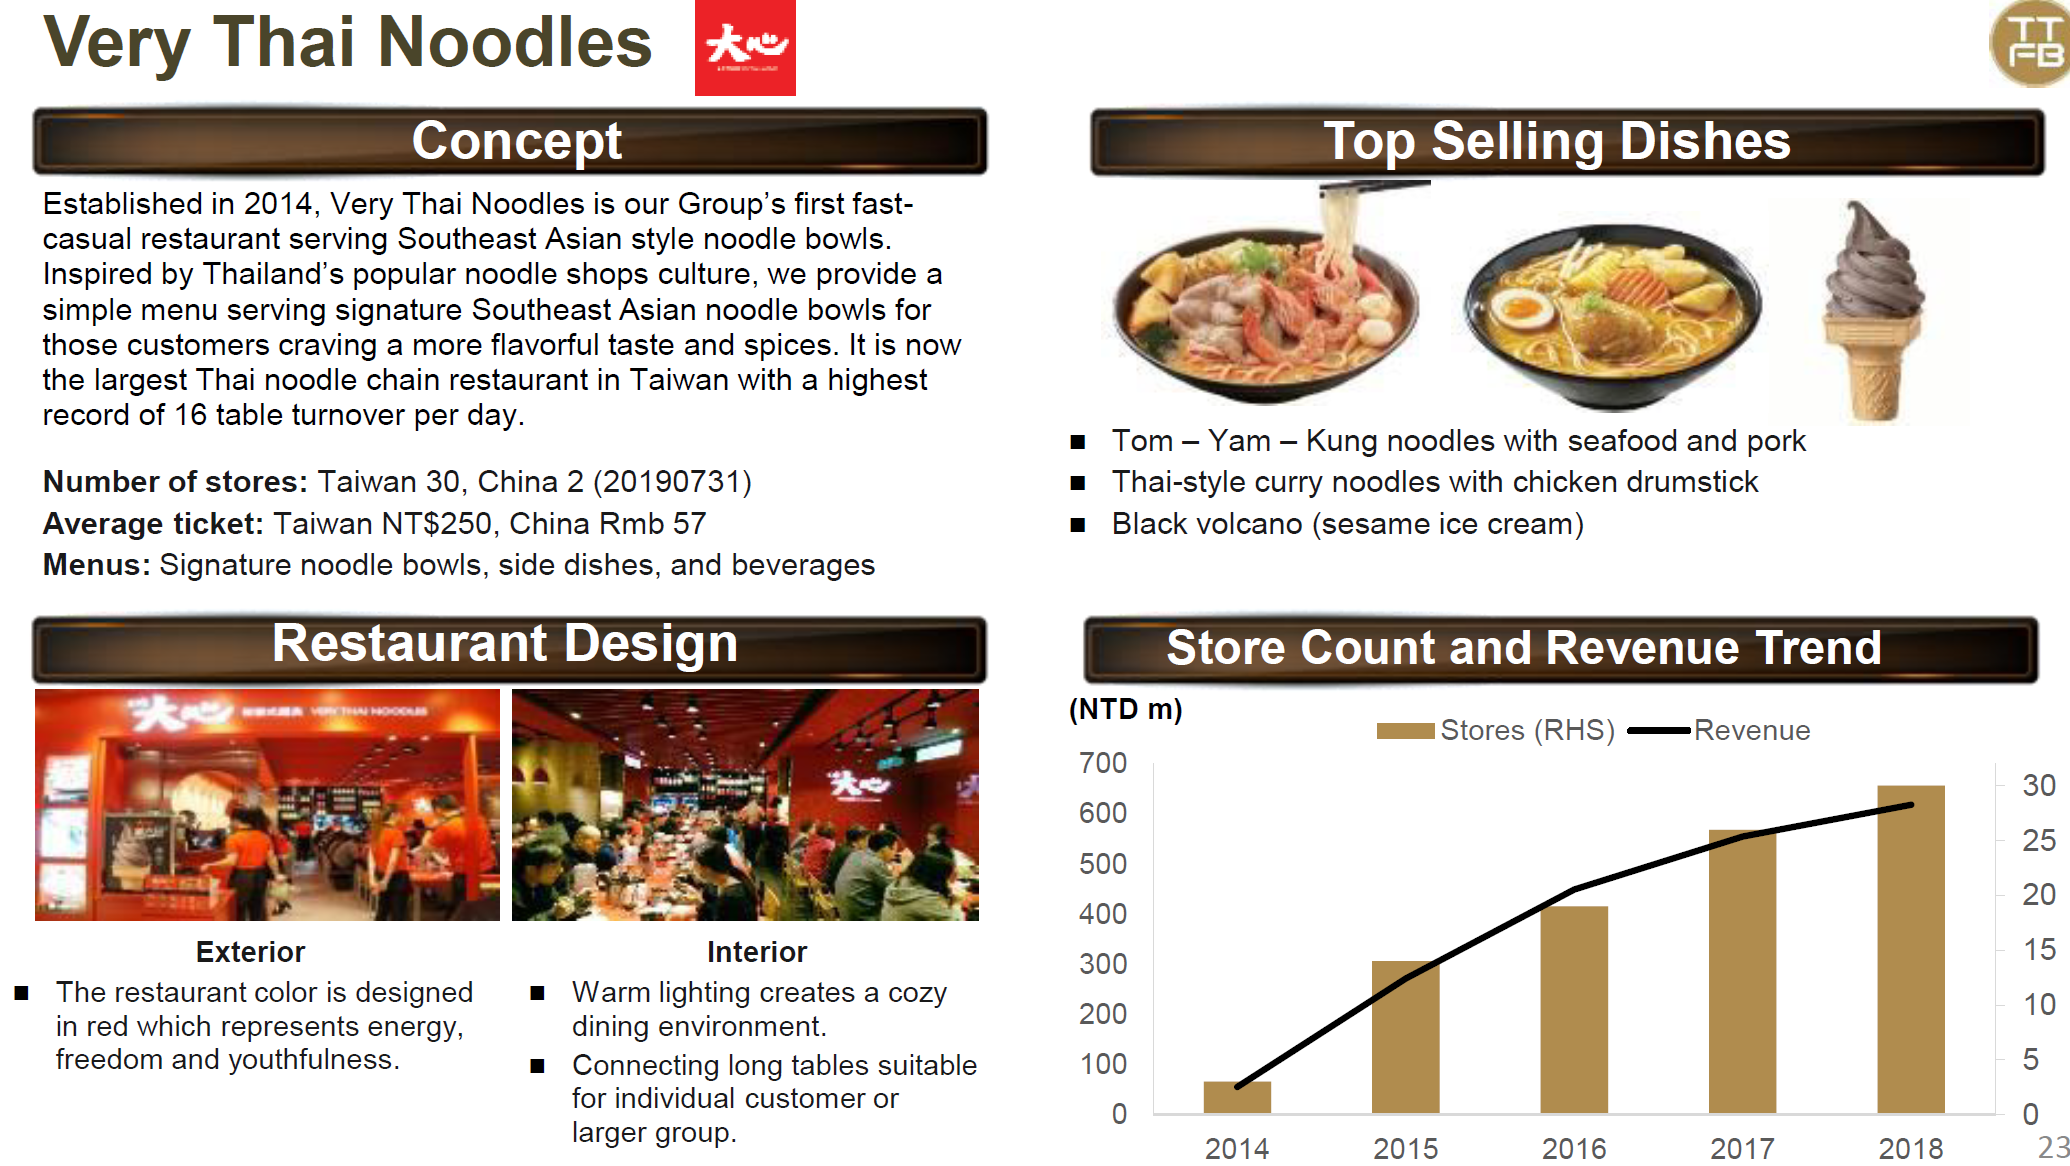 Very Thai Noodles
大心
TT
FB
Concept
Established in 2014, Very Thai Noodles is our Group’s first fast-
casual restaurant serving Southeast Asian style noodle bowls.
Inspired by Thailand’s popular noodle shops culture, we provide a
simple menu serving signature Southeast Asian noodle bowls for
those customers craving a more flavorful taste and spices. It is now
the largest Thai noodle chain restaurant in Taiwan with a highest
record of 16 table turnover per day.
Number of stores: Taiwan 30, China 2 (20190731)
Average ticket: Taiwan NT$250, China Rmb 57
Menus: Signature noodle bowls, side dishes, and beverages
Top Selling Dishes
■ Tom – Yam – Kung noodles with seafood and pork
■ Thai-style curry noodles with chicken drumstick
■ Black volcano (sesame ice cream)
Restaurant Design
大心 VERY THAI NOODLES
大心
Exterior
■ The restaurant color is designed
in red which represents energy,
freedom and youthfulness.
Interior
■ Warm lighting creates a cozy
dining environment.
■ Connecting long tables suitable
for individual customer or
larger group.
Store Count and Revenue Trend
(NTD m)
Stores (RHS) Revenue
700
600
500
400
300
200
100
0
30
25
20
15
10
5
0
2014 2015 2016 2017 2018
23